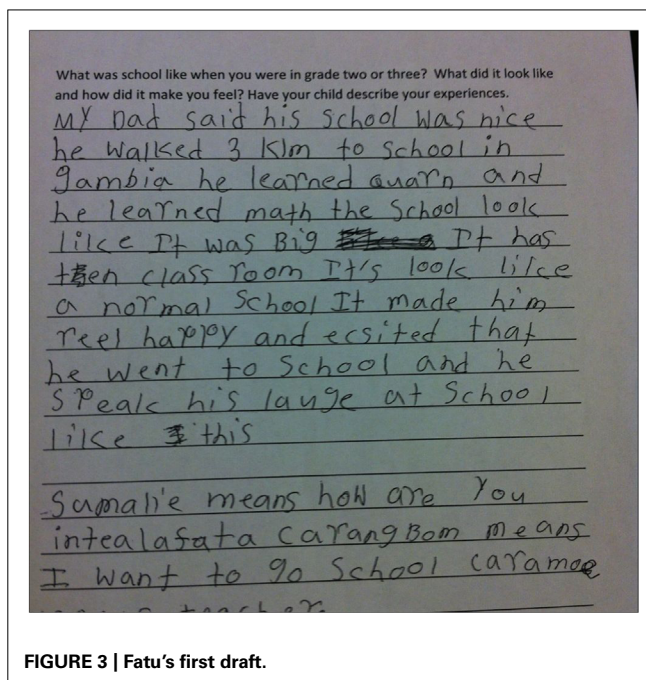 What was school like when you were in grade two or three? What did it look like
and how did it make you feel? Have your child describe your experiences.
My Dad said his school was nice
he walked 3 Klm to school in
gambia he learned quarn and
he learned math the School look
like It was Big It has
ten class room It's look like
a normal School It made him
feel happy and ecsited that
he went to School and he
SPeak his lauge at School
like this
Sumalie means how are You
intealafata carangBom means
I want to go School caramoe
teacher.
FIGURE 3 | Fatu's first draft.